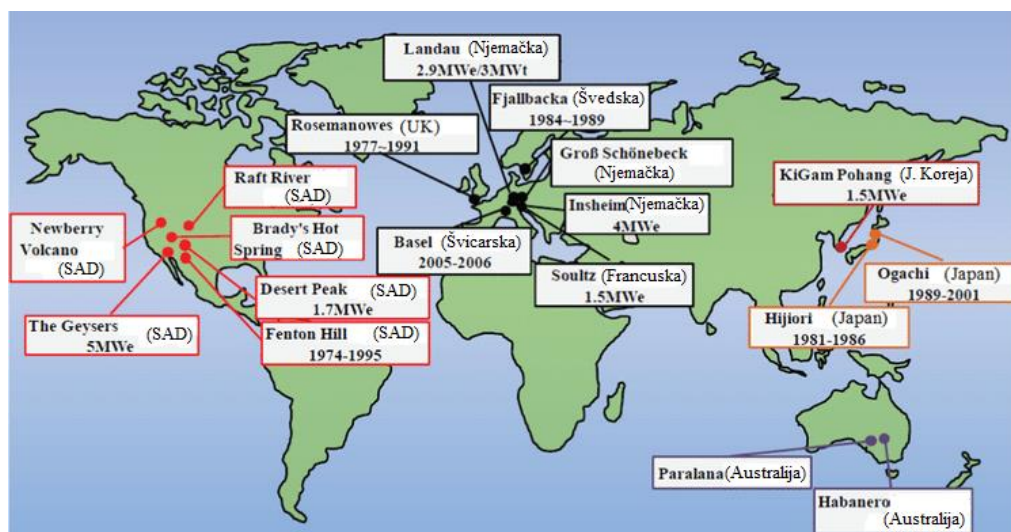 Landau (Njemačka)
2.9MWe/3MWt
Fjallbacka (Švedska)
1984~1989
Rosemanowes (UK)
1977~1991
Groß Schönebeck
(Njemačka)
KiGam Pohang (J. Koreja)
1.5MWe
Raft River
(SAD)
Newberry
Volcano
(SAD)
Brady's Hot
Spring (SAD)
Insheim(Njemačka)
4MWe
Basel (Švicarska)
2005-2006
Soultz (Francuska)
1.5MWe
Ogachi (Japan)
1989-2001
Desert Peak (SAD)
1.7MWe
Hijiori (Japan)
1981-1986
The Geysers (SAD)
5MWe
Fenton Hill (SAD)
1974-1995
Paralana(Australija)
Habanero
(Australija)